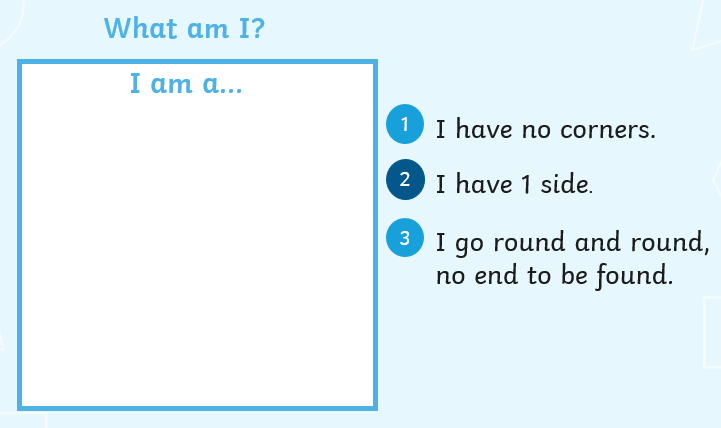 What am I?
I am a...
1 I have no corners.
2 I have 1 side.
3 I go round and round,
no end to be found.